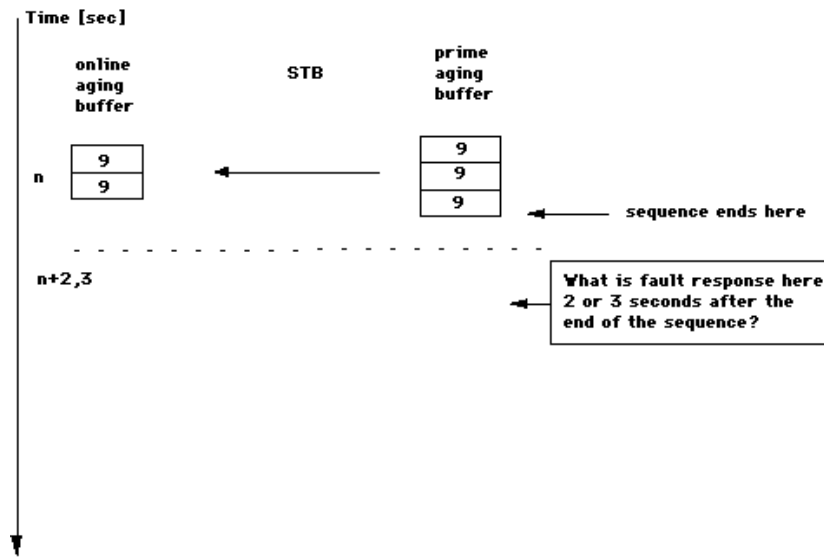 Time [sec]
online
aging
buffer
STB
prime
aging
buffer
n
9
9
9
9
9
sequence ends here
n+2,3
What is fault response here
2 or 3 seconds after the
end of the sequence?